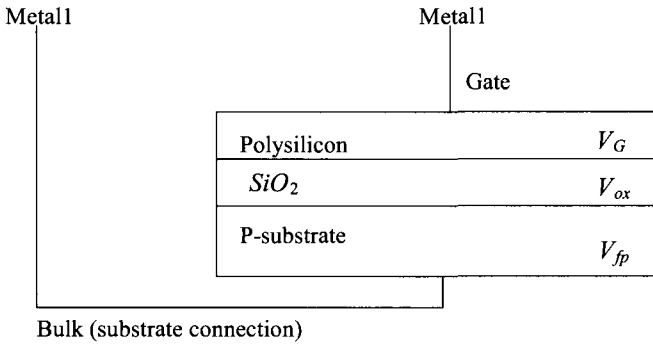 Metal1 Metal1
Gate
Polysilicon V_G
SiO_2 V_ox
P-substrate
V_fp
Bulk (substrate connection)